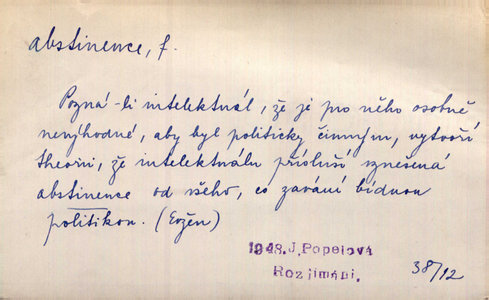 abstinence, f.
Pozná-li intelektuál, že je pro něho osobně
nevýhodné, aby byl politicky činným, vytvoří
theorii, že intelektuálu přísluší vznešená
abstinence od všeho, co zavání bídnou
politikou. (Evžen)
1948. J. Popelová
Rozjímání.
38/12